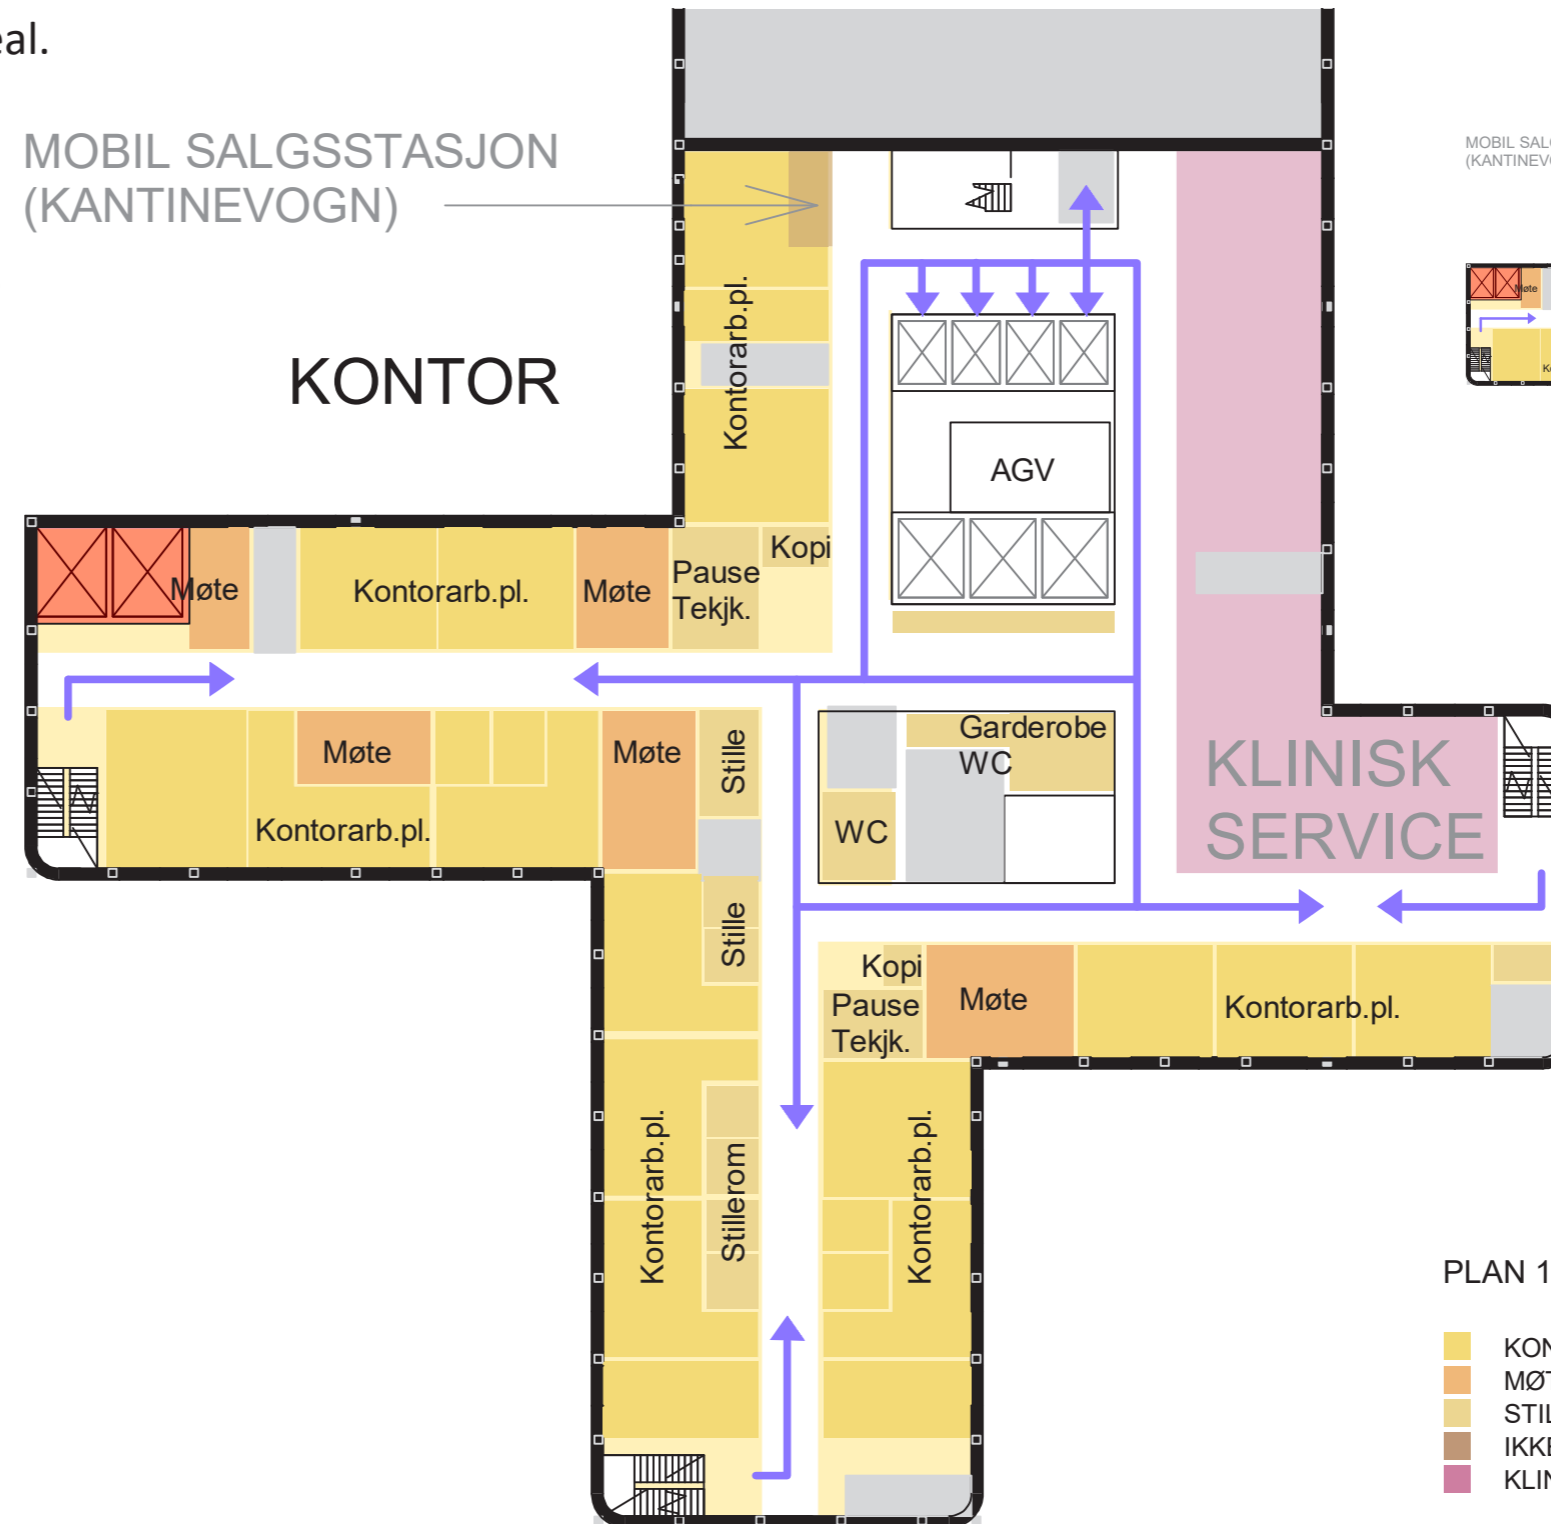 MOBIL SALGSSTASJON
(KANTINEVOGN)
KONTOR
Kontorarb.pl.
AGV
Kopi
Pause
Tekjk.
Møte
Kontorarb.pl.
Møte
Møte
Møte
Stille
Kontorarb.pl.
Garderobe
WC
WC
KLINISK
SERVICE
Stille
Kopi
Pause
Tekjk.
Møte
Kontorarb.pl.
Kontorarb.pl.
Stillerom
Kontorarb.pl.
MOBIL
Møte
PLAN 1